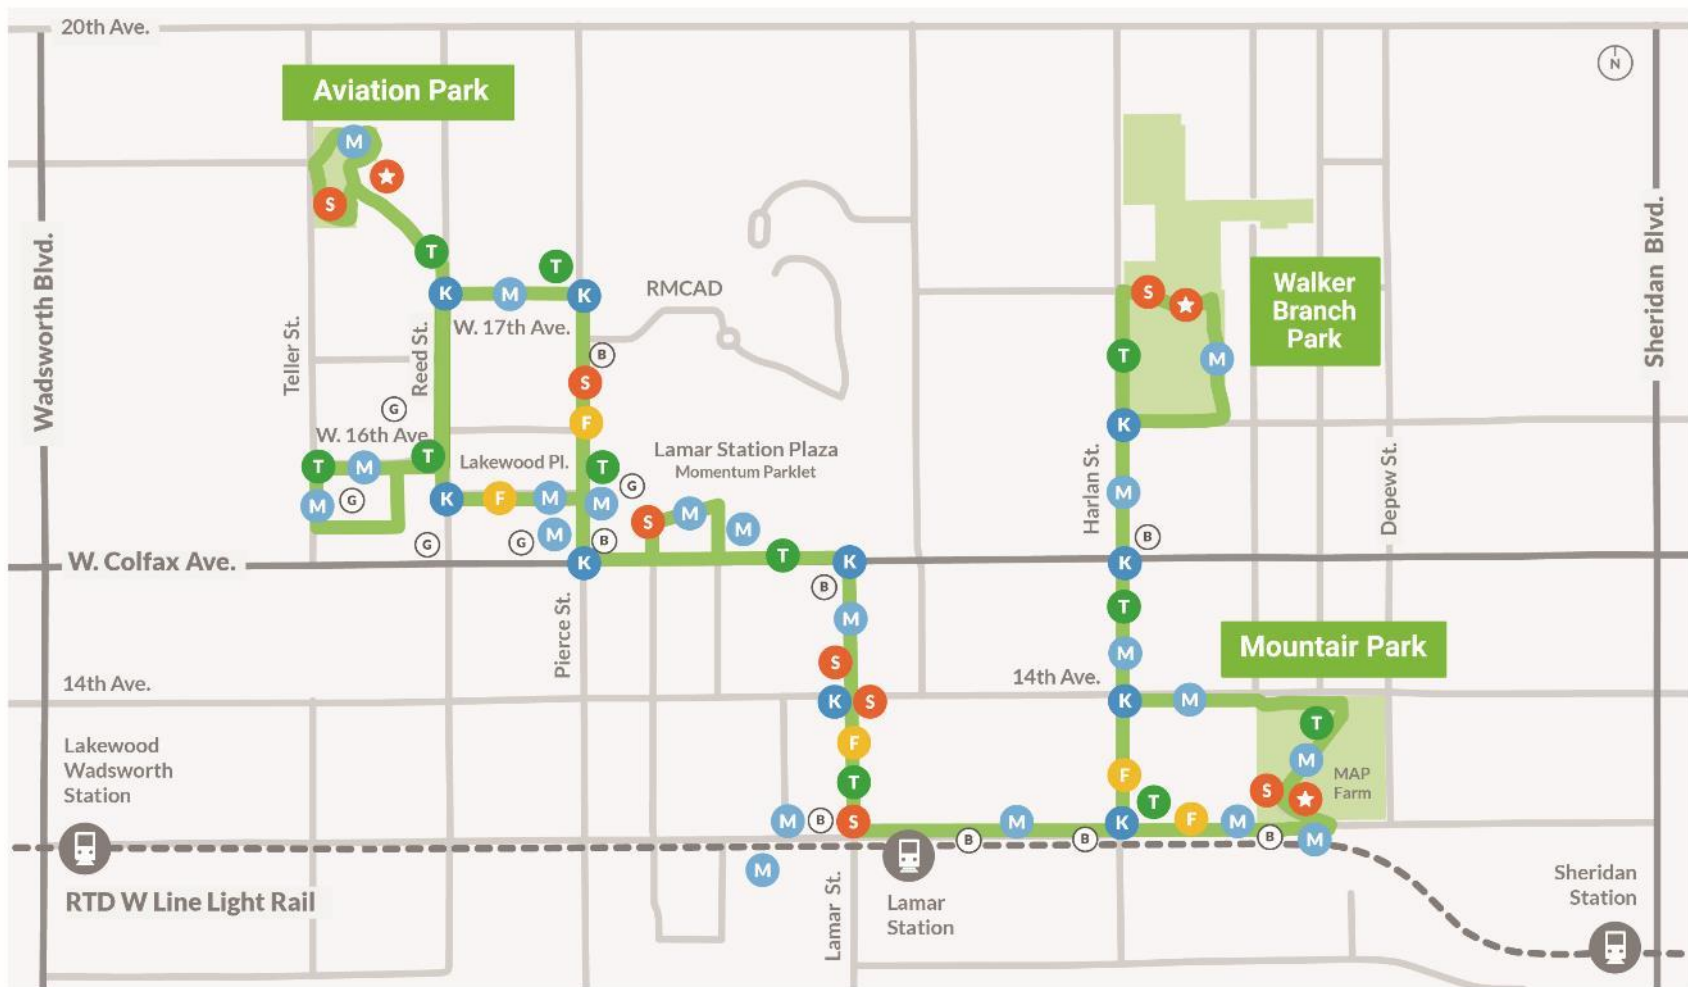 20th Ave.
N
Aviation Park
M
S
T
T
K
M
K
W. 17th Ave.
RMCAD
S
Walker
Branch
Park
Wadsworth Blvd.
Teller St.
Reed St.
Sheridan Blvd.
B
S
F
T
M
K
G
W. 16th Ave
T
M
T
M
G
Lakewood Pl.
K
F
M
T
G
M
M
G
B
G
Lamar Station Plaza
Momentum Parklet
S
M
M
Harlan St.
M
Depew St.
W. Colfax Ave.
K
T
K
B
B
K
Pierce St.
M
S
K
S
T
M
Mountair Park
14th Ave.
14th Ave.
K
M
F
T
T
M
MAP
Farm
S
F
T
Lakewood
Wadsworth
Station
M
B
S
B
M
B
K
F
M
B
M
M
RTD W Line Light Rail
Lamar St.
Lamar
Station
Sheridan
Station